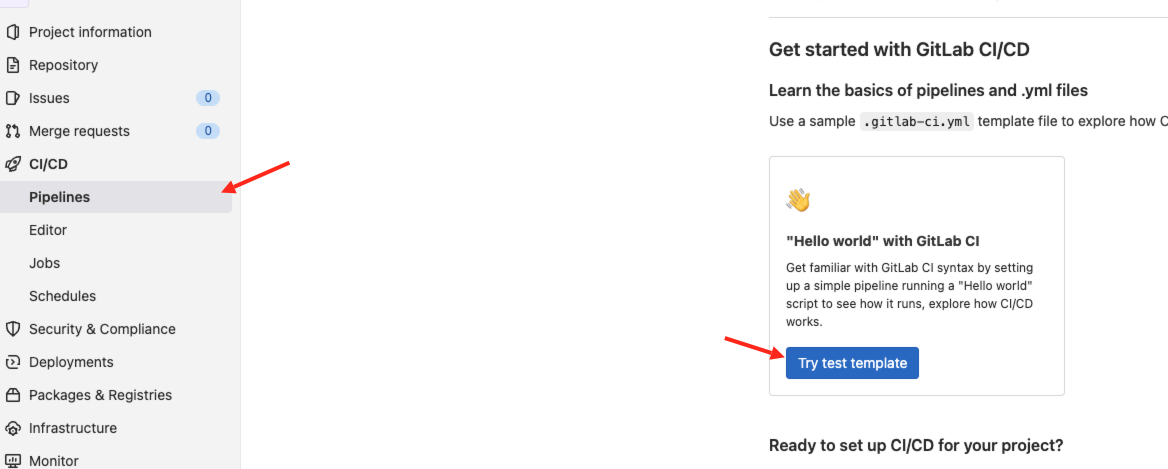 Project information
Repository
Issues 0
Merge requests 0
CI/CD
Pipelines
Editor
Jobs
Schedules
Security & Compliance
Deployments
Packages & Registries
Infrastructure
Monitor
Get started with GitLab CI/CD
Learn the basics of pipelines and .yml files
Use a sample .gitlab-ci.yml template file to explore how C
"Hello world" with GitLab CI
Get familiar with GitLab CI syntax by setting
up a simple pipeline running a "Hello world"
script to see how it runs, explore how CI/CD
works.
Try test template
Ready to set up CI/CD for your project?